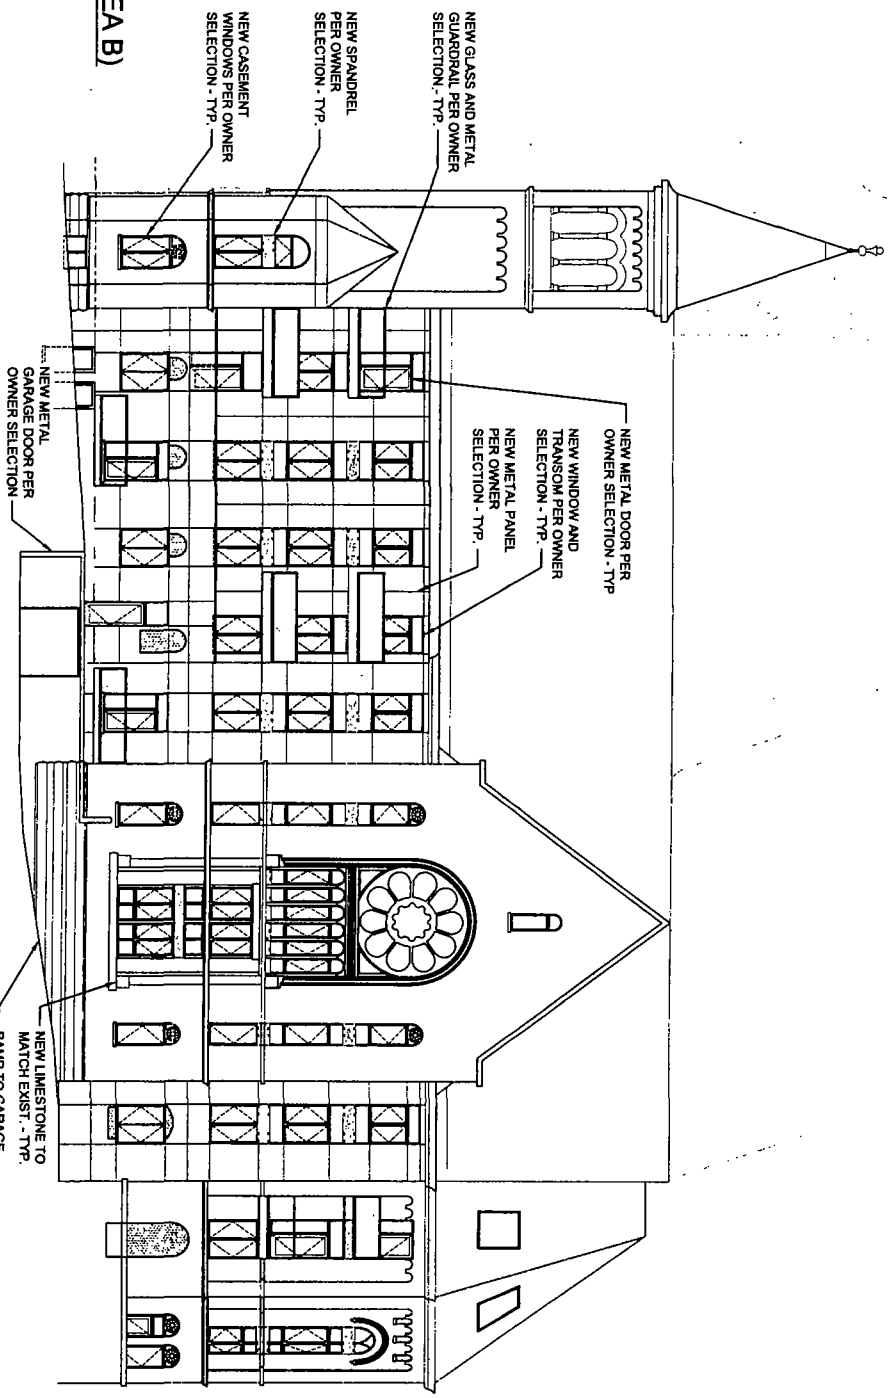 NEW METAL DOOR PER
OWNER SELECTION - TYP
NEW WINDOW AND
TRANSOM PER OWNER
SELECTION - TYP.
NEW METAL PANEL
PER OWNER
SELECTION - TYP.
NEW GLASS AND METAL
GUARDRAIL PER OWNER
SELECTION - TYP.
NEW SPANDREL
PER OWNER
SELECTION - TYP.
NEW CASEMENT
WINDOWS PER OWNER
SELECTION - TYP.
EA B)
NEW METAL
GARAGE DOOR PER
OWNER SELECTION
NEW LIMESTONE TO
MATCH EXIST. - TYP.
RAMP TO GARAGE